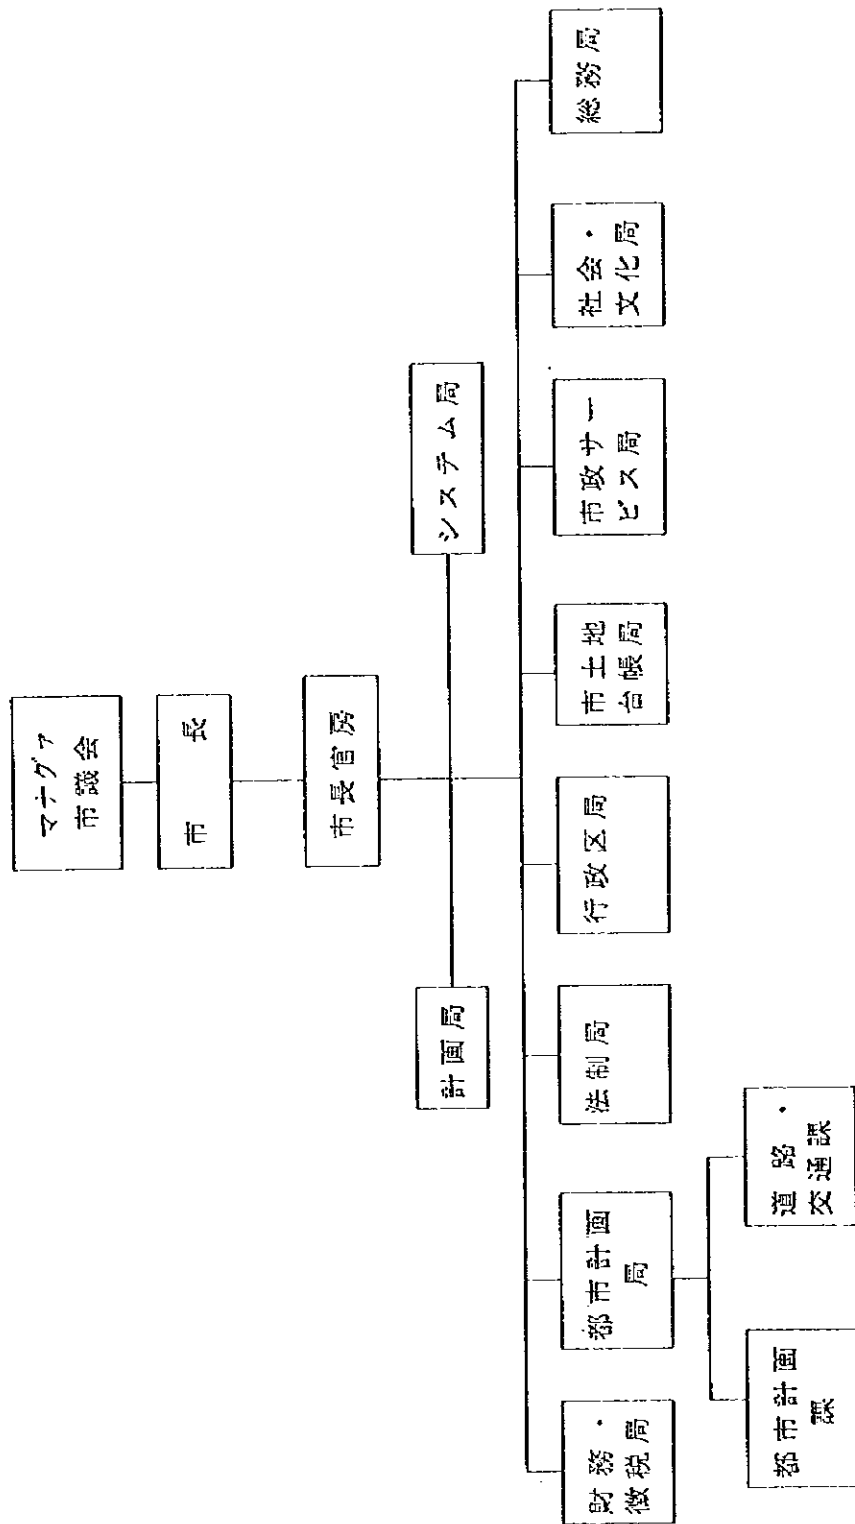 マナグァ
市議会
市　長
市長官房
計画局
システム局
財務・
徴税局
都市計画
局
法制局
行政区局
市土地
台帳局
市政サー
ビス局
社会・
文化局
総務局
都市計画
課
道路・
交通課